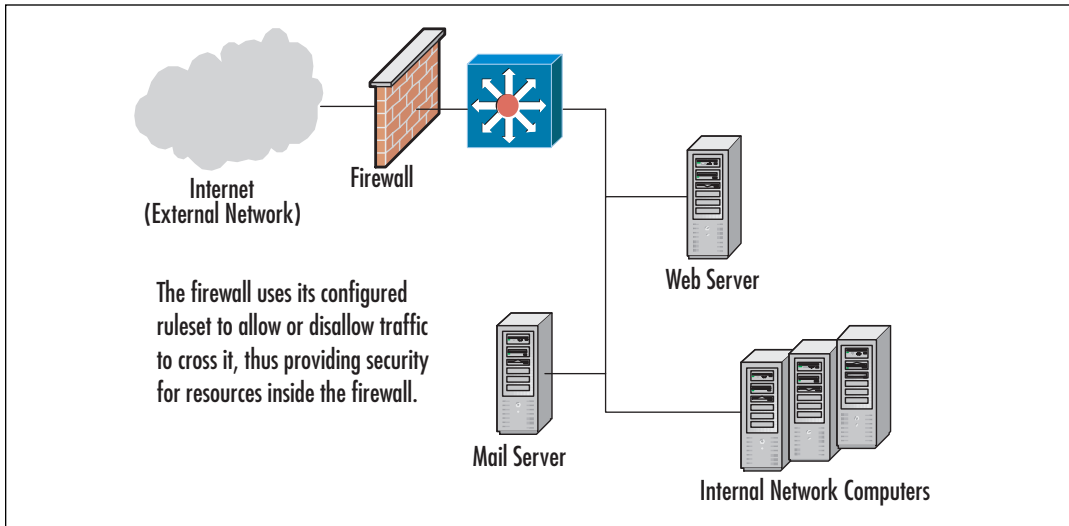 Internet
(External Network)
Firewall
Web Server
The firewall uses its configured
ruleset to allow or disallow traffic
to cross it, thus providing security
for resources inside the firewall.
Mail Server
Internal Network Computers